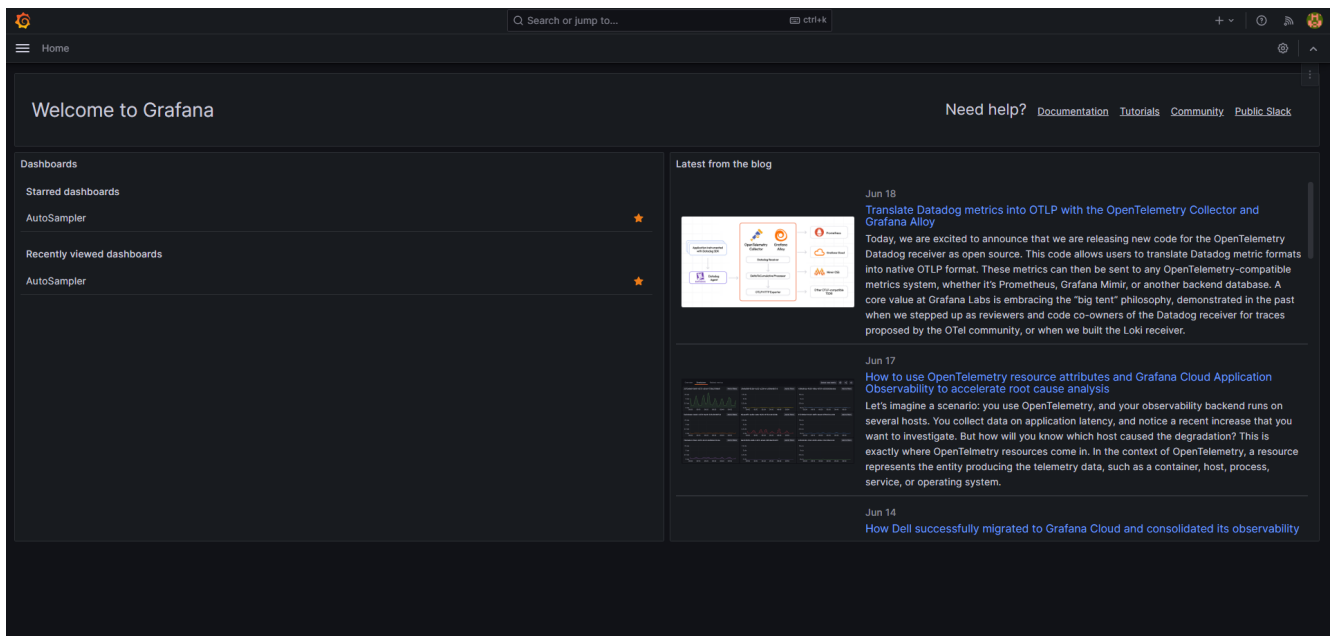 Search or jump to...
ctrl+k
Home
Welcome to Grafana
Need help? Documentation Tutorials Community Public Slack
Dashboards
Starred dashboards
AutoSampler
Recently viewed dashboards
AutoSampler
Latest from the blog
Jun 18
Translate Datadog metrics into OTLP with the OpenTelemetry Collector and
Grafana Alloy
Today, we are excited to announce that we are releasing new code for the OpenTelemetry
Datadog receiver as open source. This code allows users to translate Datadog metric formats
into native OTLP format. These metrics can then be sent to any OpenTelemetry-compatible
metrics system, whether it's Prometheus, Grafana Mimir, or another backend database. A
core value at Grafana Labs is embracing the "big tent" philosophy, demonstrated in the past
when we stepped up as reviewers and code co-owners of the Datadog receiver for traces
proposed by the OTel community, or when we built the Loki receiver.
Jun 17
How to use OpenTelemetry resource attributes and Grafana Cloud Application
Observability to accelerate root cause analysis
Let's imagine a scenario: you use OpenTelemetry, and your observability backend runs on
several hosts. You collect data on application latency, and notice a recent increase that you
want to investigate. But how will you know which host caused the degradation? This is
exactly where OpenTelmetry resources come in. In the context of OpenTelemetry, a resource
represents the entity producing the telemetry data, such as a container, host, process,
service, or operating system.
Jun 14
How Dell successfully migrated to Grafana Cloud and consolidated its observability